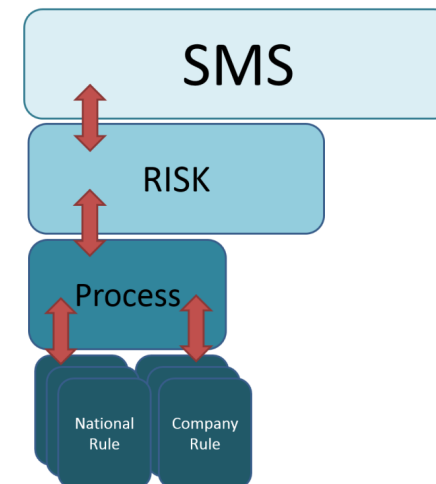 SMS
RISK
Process
National
Rule
Company
Rule